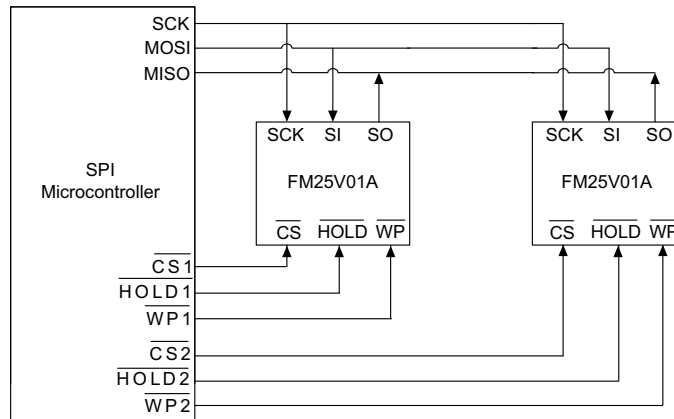 SCK
MOSI
MISO
SPI
Microcontroller
CS1
HOLD1
WP1
CS2
HOLD2
WP2
SCK SI SO
FM25V01A
CS HOLD WP
SCK SI SO
FM25V01A
CS HOLD WP